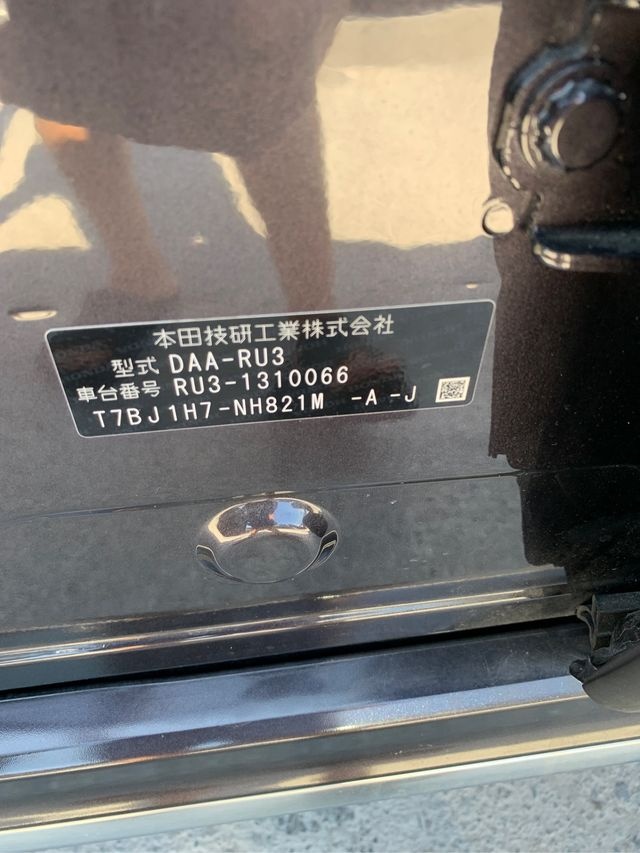 本田技研工業株式会社
型式 DAA-RU3
車台番号 RU3-1310066
T7BJ1H7-NH821M -A -J